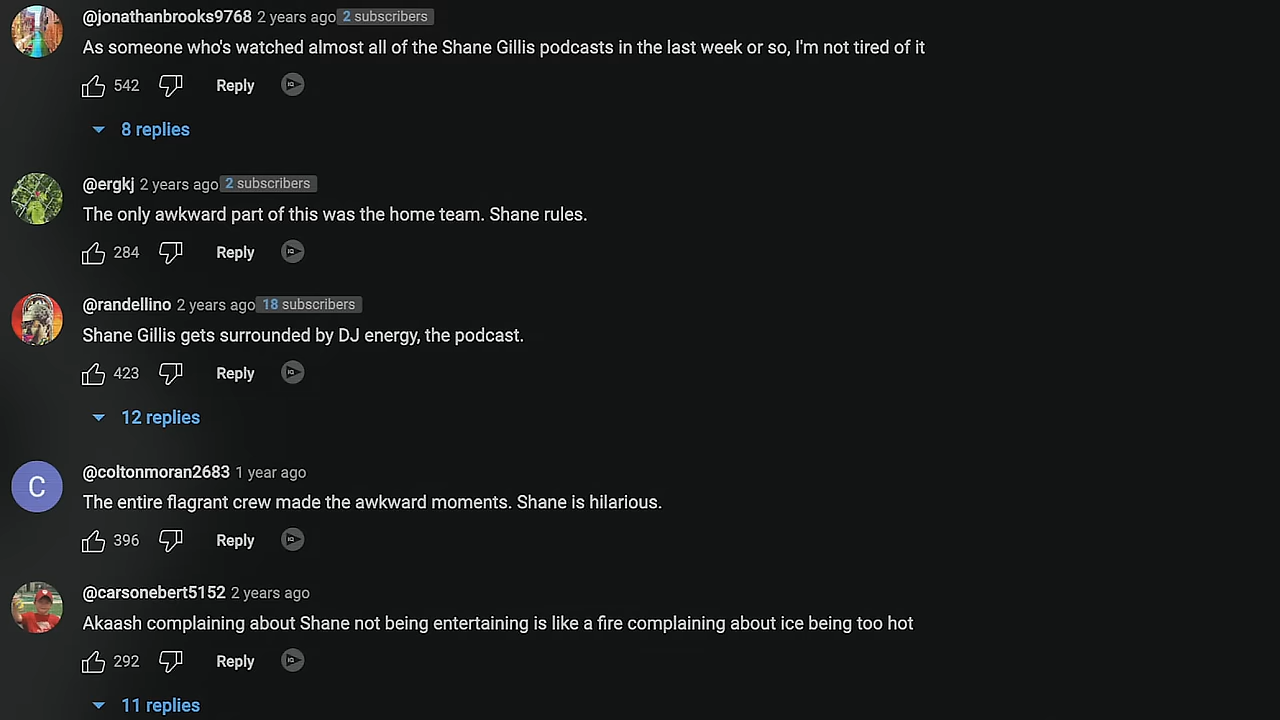 @jonathanbrooks9768 2 years ago 2 subscribers
As someone who's watched almost all of the Shane Gillis podcasts in the last week or so, I'm not tired of it
542 Reply
8 replies
@ergkj 2 years ago 2 subscribers
The only awkward part of this was the home team. Shane rules.
284 Reply
@randellino 2 years ago 18 subscribers
Shane Gillis gets surrounded by DJ energy, the podcast.
423 Reply
12 replies
C
@coltonmoran2683 1 year ago
The entire flagrant crew made the awkward moments. Shane is hilarious.
396 Reply
@carsonebert5152 2 years ago
Akaash complaining about Shane not being entertaining is like a fire complaining about ice being too hot
292 Reply
11 replies